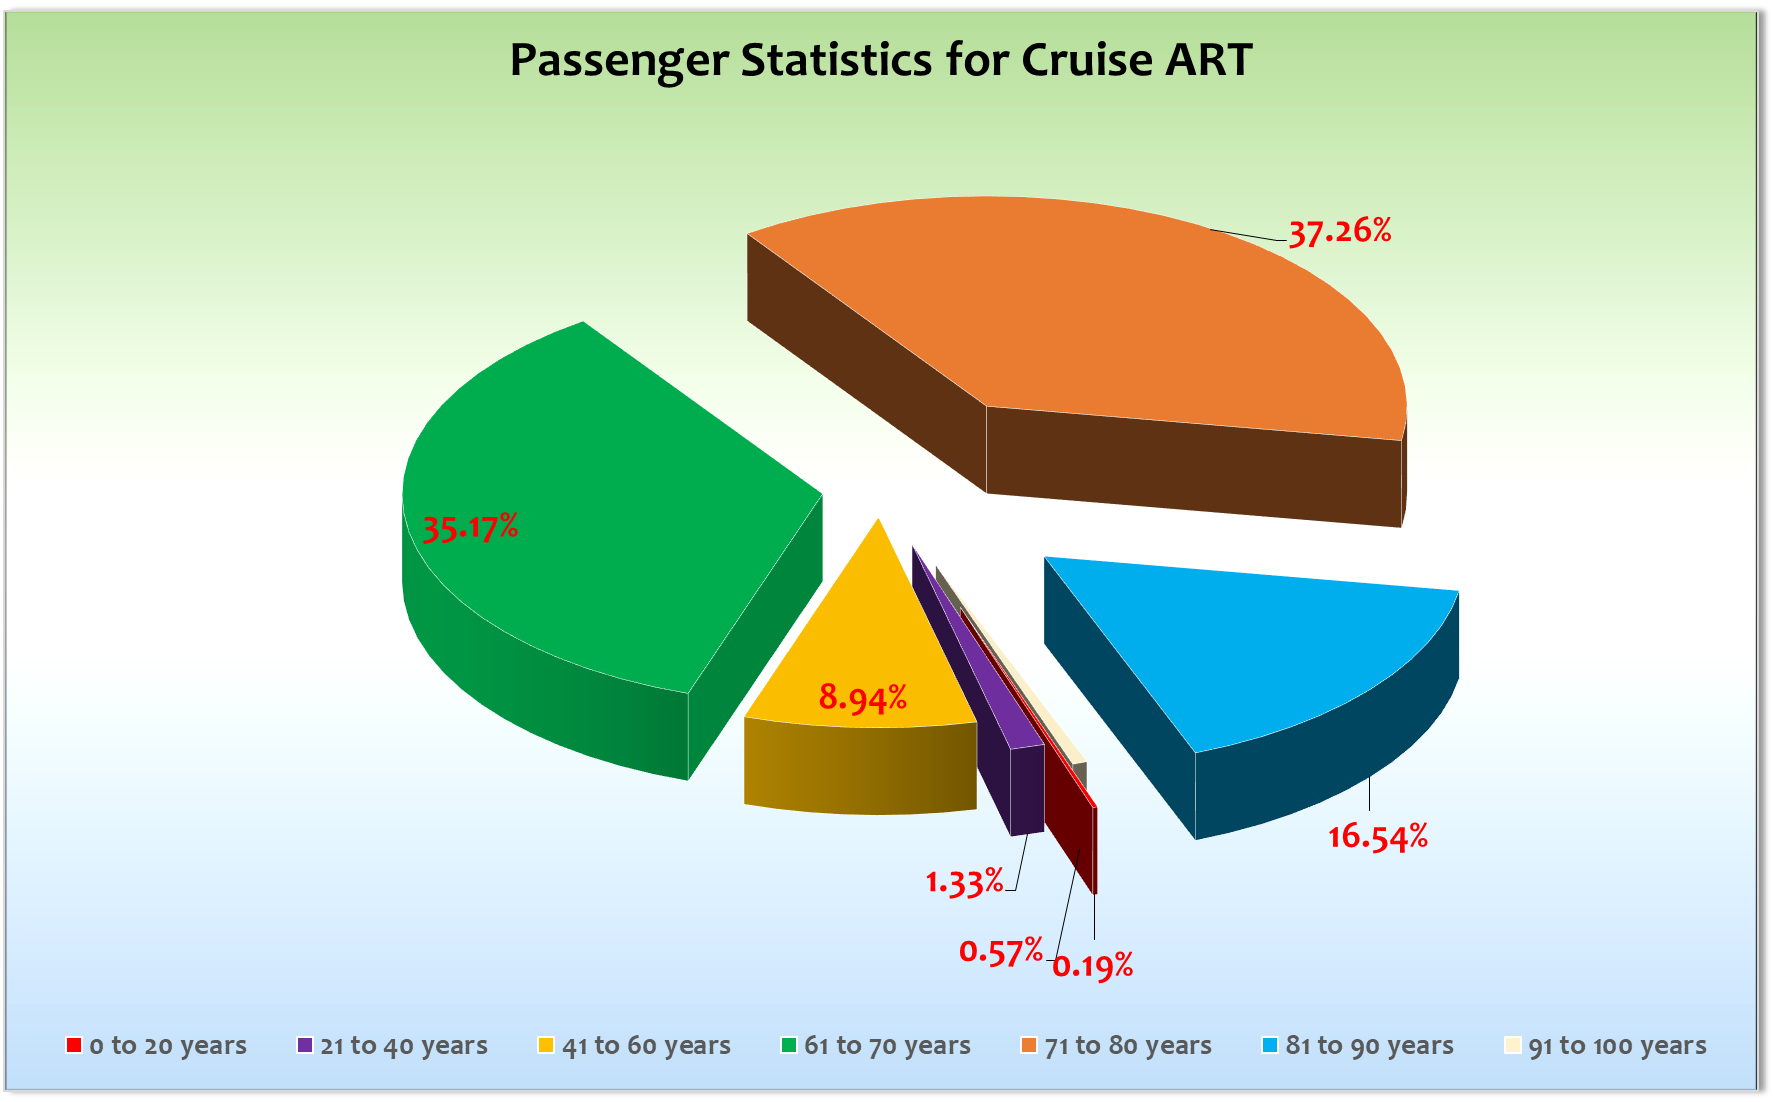 Passenger Statistics for Cruise ART
37.26%
35.17%
8.94%
16.54%
1.33%
0.57%
0.19%
0 to 20 years
21 to 40 years
41 to 60 years
61 to 70 years
71 to 80 years
81 to 90 years
91 to 100 years